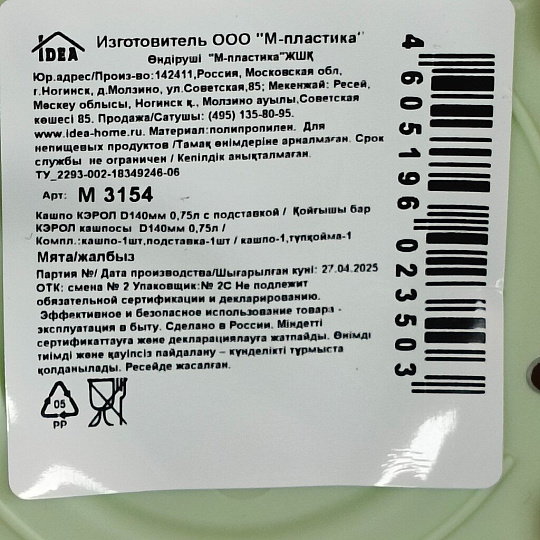 IDEA
Изготовитель ООО "М-пластика"
Өндіруші "М-пластика"ЖШҚ
Юр.адрес/Произ-во:142411,Россия, Московская обл,
г.Ногинск, д.Молзино, ул.Советская,85; Мекенжай: Ресей,
Мәскеу облысы, Ногинск қ., Молзино ауылы,Советская
көшесі 85. Продажа/Сатушы: (495) 135-80-95.
www.idea-home.ru. Материал:полипропилен. Для
непищевых продуктов /Тамақ өнімдеріне арналмаған. Срок
службы не ограничен / Кепілдік анықталмаған.
ТУ_2293-002-18349246-06
Арт: М 3154
Кашпо КЭРОЛ D140мм 0,75л с подставкой / Қойғышы бар
КЭРОЛ кашпосы D140мм 0,75л /
Компл.:кашпо-1шт,подставка-1шт / кашпо-1,түпқойма-1
Мята/жалбыз
Партия №/ Дата производства/Шығарылған күні: 27.04.2025
ОТК: смена № 2 Упаковщик:№ 2С Не подлежит
обязательной сертификации и декларированию.
Эффективное и безопасное использование товара -
эксплуатация в быту. Сделано в России. Міндетті
сертификаттауға және декларациялауға жатпайды. Өнімді
тиімді және қауіпсіз пайдалану – күнделікті тұрмыста
қолданылады. Ресейде жасалған.
05
PP
4 605196 023503